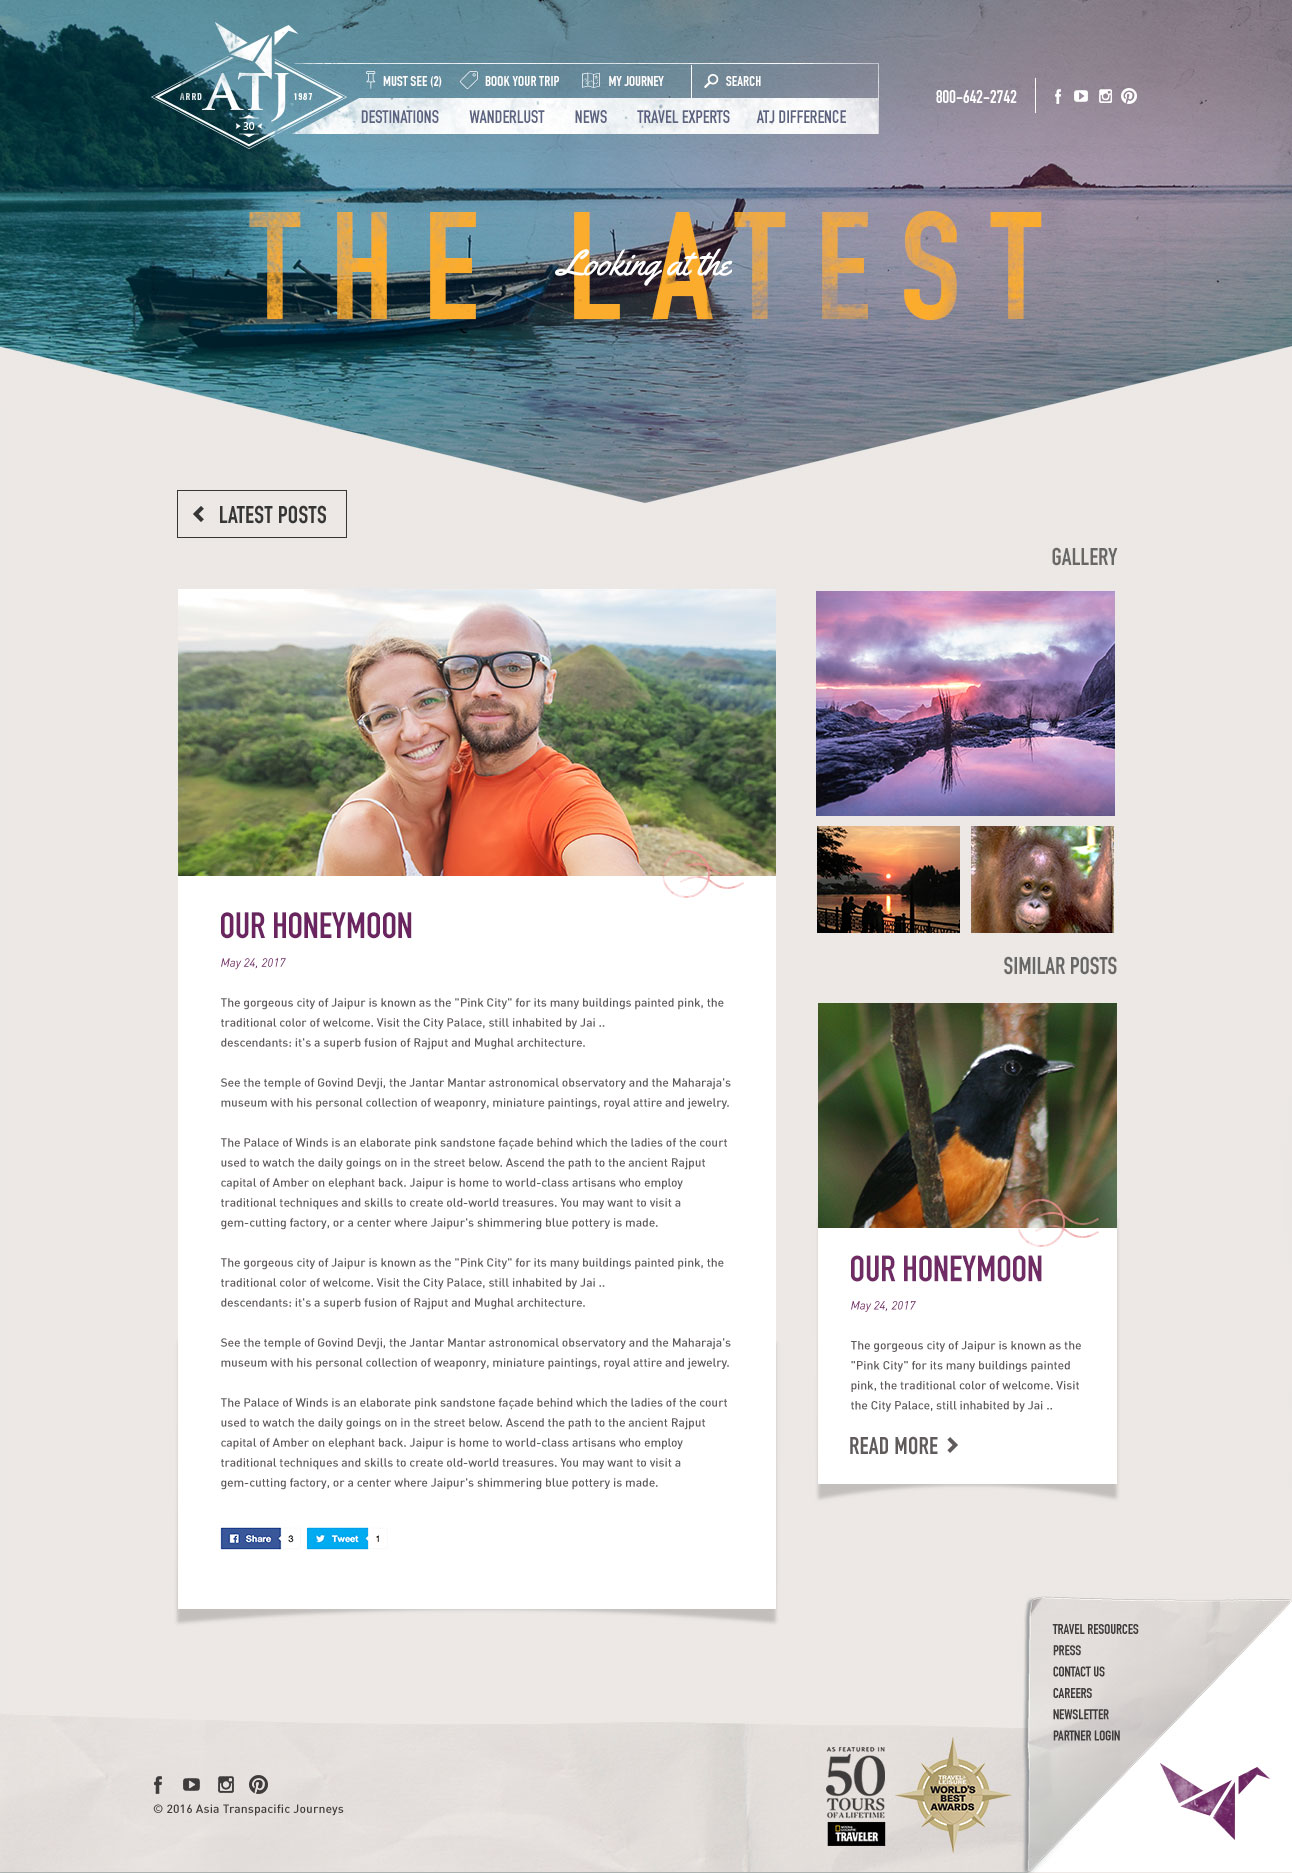 ARRD
ATJ
1987
30
MUST SEE (2)
BOOK YOUR TRIP
MY JOURNEY
SEARCH
800-642-2742
DESTINATIONS
WANDERLUST
NEWS
TRAVEL EXPERTS
ATJ DIFFERENCE
THE LATEST
Looking at the
LATEST POSTS
GALLERY
OUR HONEYMOON
May 24, 2017
The gorgeous city of Jaipur is known as the "Pink City" for its many buildings painted pink, the
traditional color of welcome. Visit the City Palace, still inhabited by Jai ..
descendants: it's a superb fusion of Rajput and Mughal architecture.
See the temple of Govind Devji, the Jantar Mantar astronomical observatory and the Maharaja's
museum with his personal collection of weaponry, miniature paintings, royal attire and jewelry.
The Palace of Winds is an elaborate pink sandstone façade behind which the ladies of the court
used to watch the daily goings on in the street below. Ascend the path to the ancient Rajput
capital of Amber on elephant back. Jaipur is home to world-class artisans who employ
traditional techniques and skills to create old-world treasures. You may want to visit a
gem-cutting factory, or a center where Jaipur's shimmering blue pottery is made.
The gorgeous city of Jaipur is known as the "Pink City" for its many buildings painted pink, the
traditional color of welcome. Visit the City Palace, still inhabited by Jai ..
descendants: it's a superb fusion of Rajput and Mughal architecture.
See the temple of Govind Devji, the Jantar Mantar astronomical observatory and the Maharaja's
museum with his personal collection of weaponry, miniature paintings, royal attire and jewelry.
The Palace of Winds is an elaborate pink sandstone façade behind which the ladies of the court
used to watch the daily goings on in the street below. Ascend the path to the ancient Rajput
capital of Amber on elephant back. Jaipur is home to world-class artisans who employ
traditional techniques and skills to create old-world treasures. You may want to visit a
gem-cutting factory, or a center where Jaipur's shimmering blue pottery is made.
Share 3
Tweet 1
SIMILAR POSTS
OUR HONEYMOON
May 24, 2017
The gorgeous city of Jaipur is known as the
"Pink City" for its many buildings painted
pink, the traditional color of welcome. Visit
the City Palace, still inhabited by Jai ..
READ MORE
TRAVEL RESOURCES
PRESS
CONTACT US
CAREERS
NEWSLETTER
PARTNER LOGIN
© 2016 Asia Transpacific Journeys
AS FEATURED IN
50
TOURS
OF A LIFETIME
NATIONAL GEOGRAPHIC
TRAVELER
TRAVEL+
LEISURE
WORLD'S
BEST
AWARDS